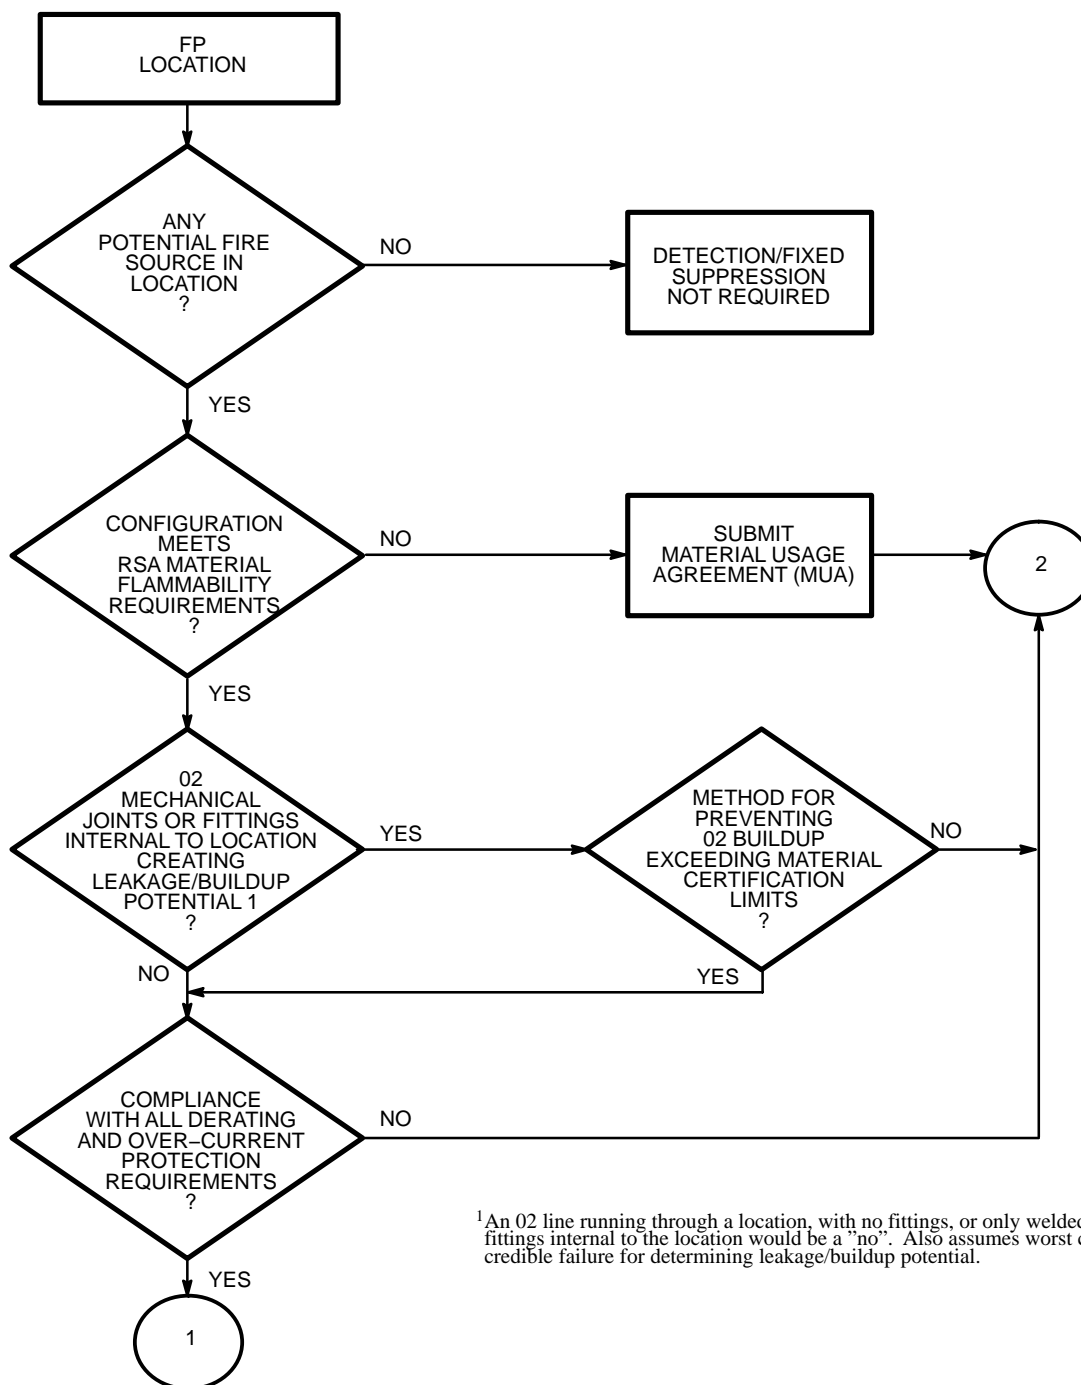 FP
LOCATION
ANY
POTENTIAL FIRE
SOURCE IN
LOCATION
?
NO
DETECTION/FIXED
SUPPRESSION
NOT REQUIRED
YES
CONFIGURATION
MEETS
RSA MATERIAL
FLAMMABILITY
REQUIREMENTS
?
NO
SUBMIT
MATERIAL USAGE
AGREEMENT (MUA)
2
YES
02
MECHANICAL
JOINTS OR FITTINGS
INTERNAL TO LOCATION
CREATING
LEAKAGE/BUILDUP
POTENTIAL 1
?
YES
METHOD FOR
PREVENTING
02 BUILDUP
EXCEEDING MATERIAL
CERTIFICATION
LIMITS
?
NO
NO
YES
COMPLIANCE
WITH ALL DERATING
AND OVER−CURRENT
PROTECTION
REQUIREMENTS
?
NO
YES
1
1An 02 line running through a location, with no fittings, or only welded
fittings internal to the location would be a ”no”. Also assumes worst
credible failure for determining leakage/buildup potential.